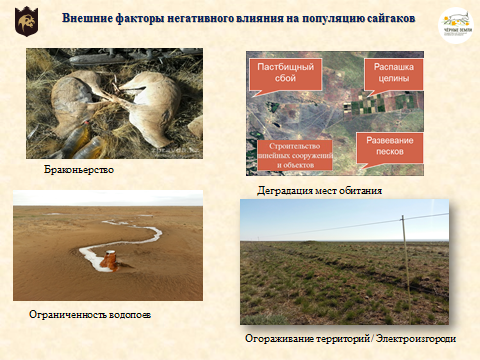 Внешние факторы негативного влияния на популяцию сайгаков
ЧЁРНЫЕ ЗЕМЛИ
Пастбищный
сбой
Распашка
целины
Строительство
линейных сооружений
и объектов
Развевание
песков
Браконьерство
Деградация мест обитания
Ограниченность водопоев
Огораживание территорий / Электроизгороди